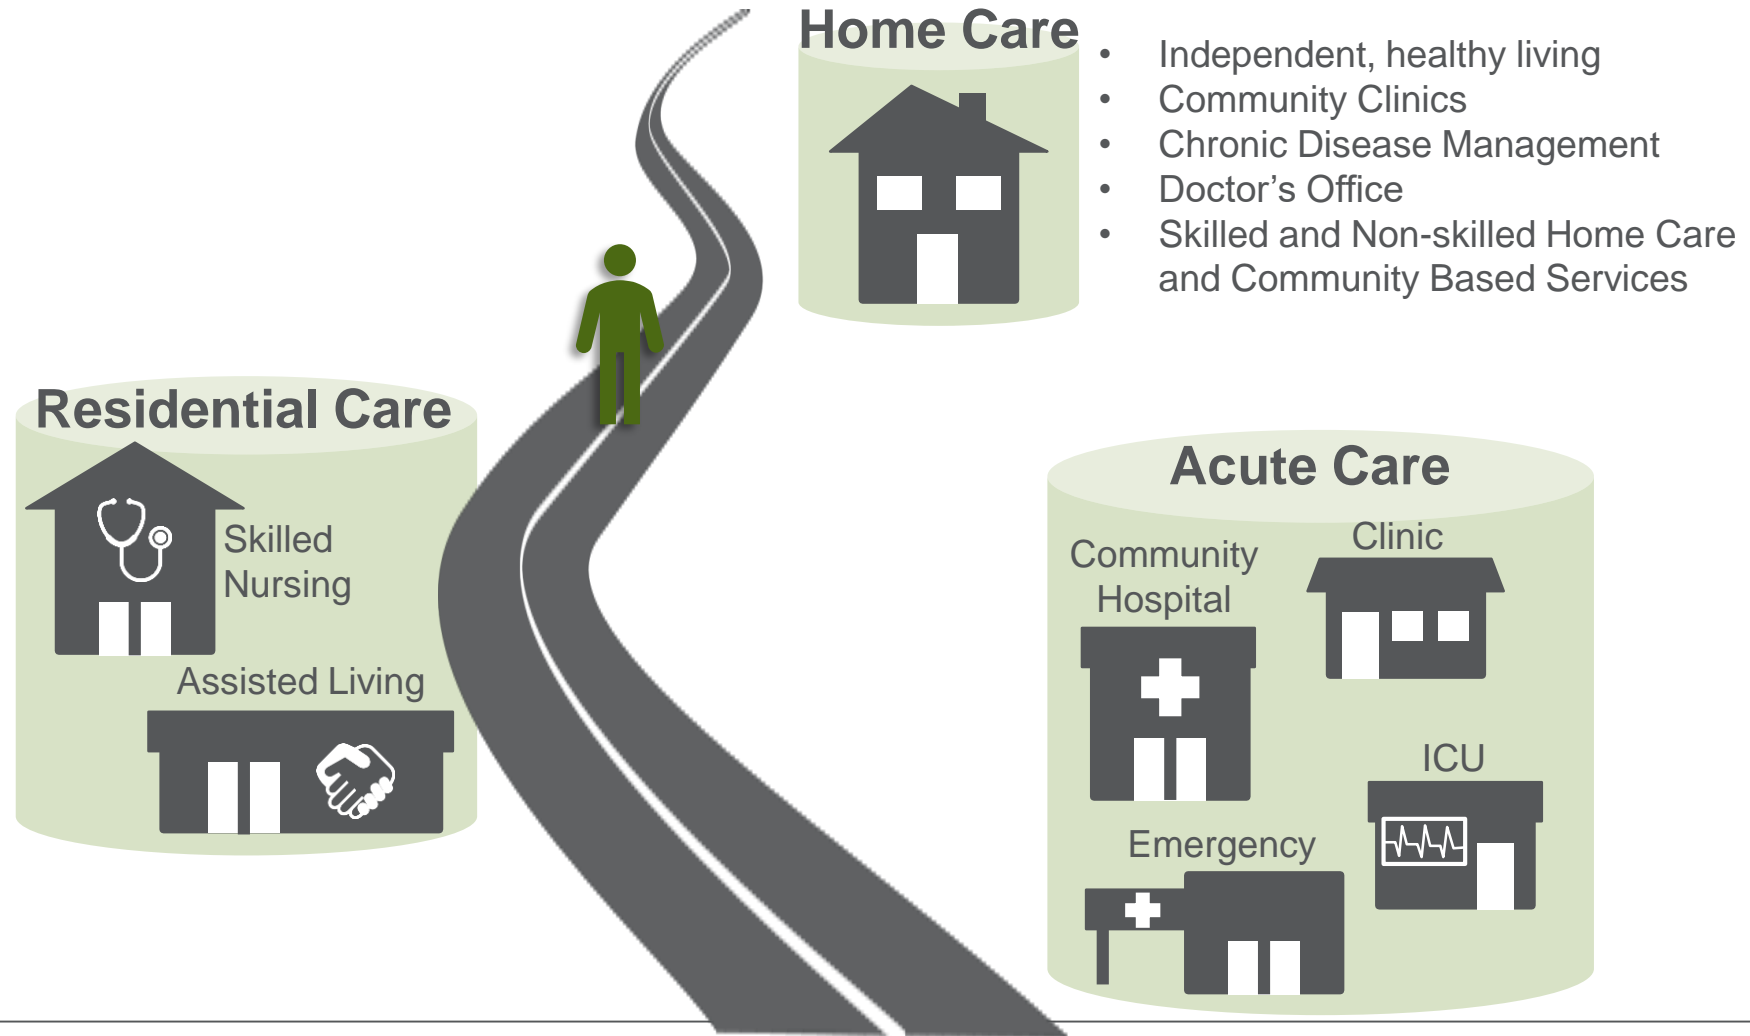 Home Care
• Independent, healthy living
• Community Clinics
• Chronic Disease Management
• Doctor’s Office
• Skilled and Non-skilled Home Care
and Community Based Services
Residential Care
Skilled
Nursing
Assisted Living
Acute Care
Community
Hospital
Clinic
ICU
Emergency